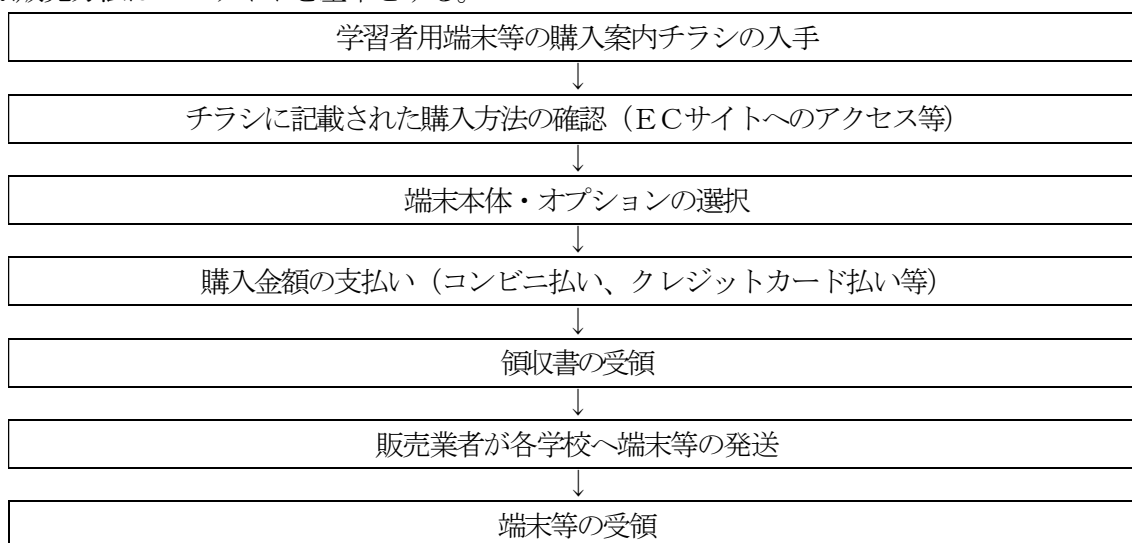 学習者用端末等の購入案内チラシの入手
↓
チラシに記載された購入方法の確認（ＥＣサイトへのアクセス等）
↓
端末本体・オプションの選択
↓
購入金額の支払い（コンビニ払い、クレジットカード払い等）
↓
領収書の受領
↓
販売業者が各学校へ端末等の発送
↓
端末等の受領